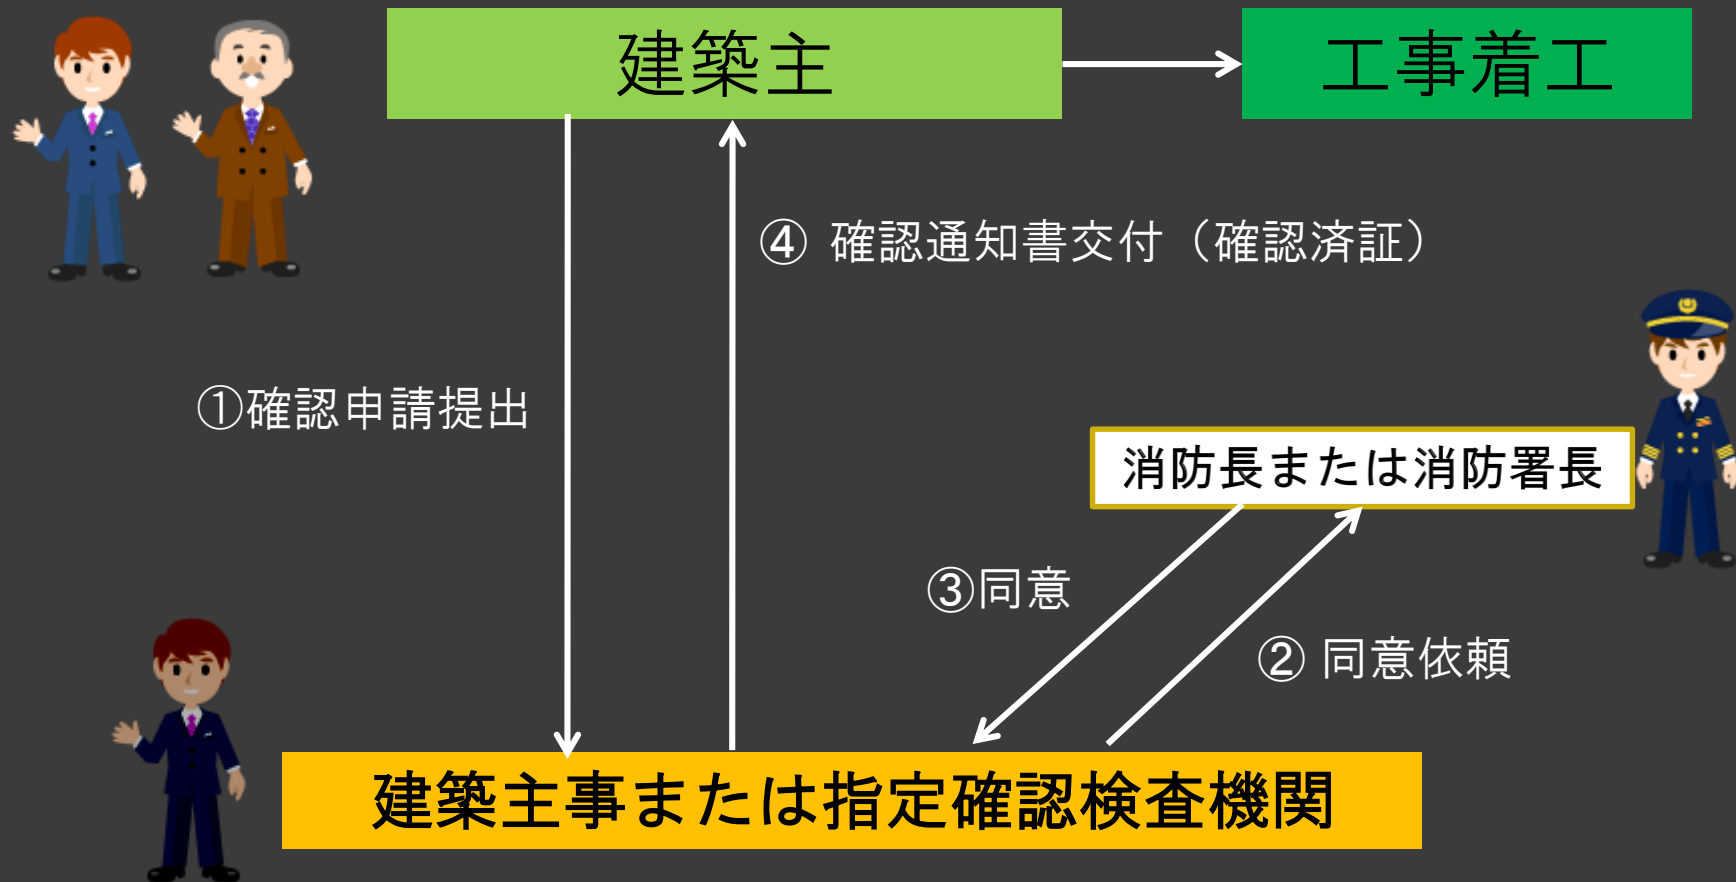 建築主
工事着工
④ 確認通知書交付（確認済証）
①確認申請提出
消防長または消防署長
③同意
② 同意依頼
建築主事または指定確認検査機関